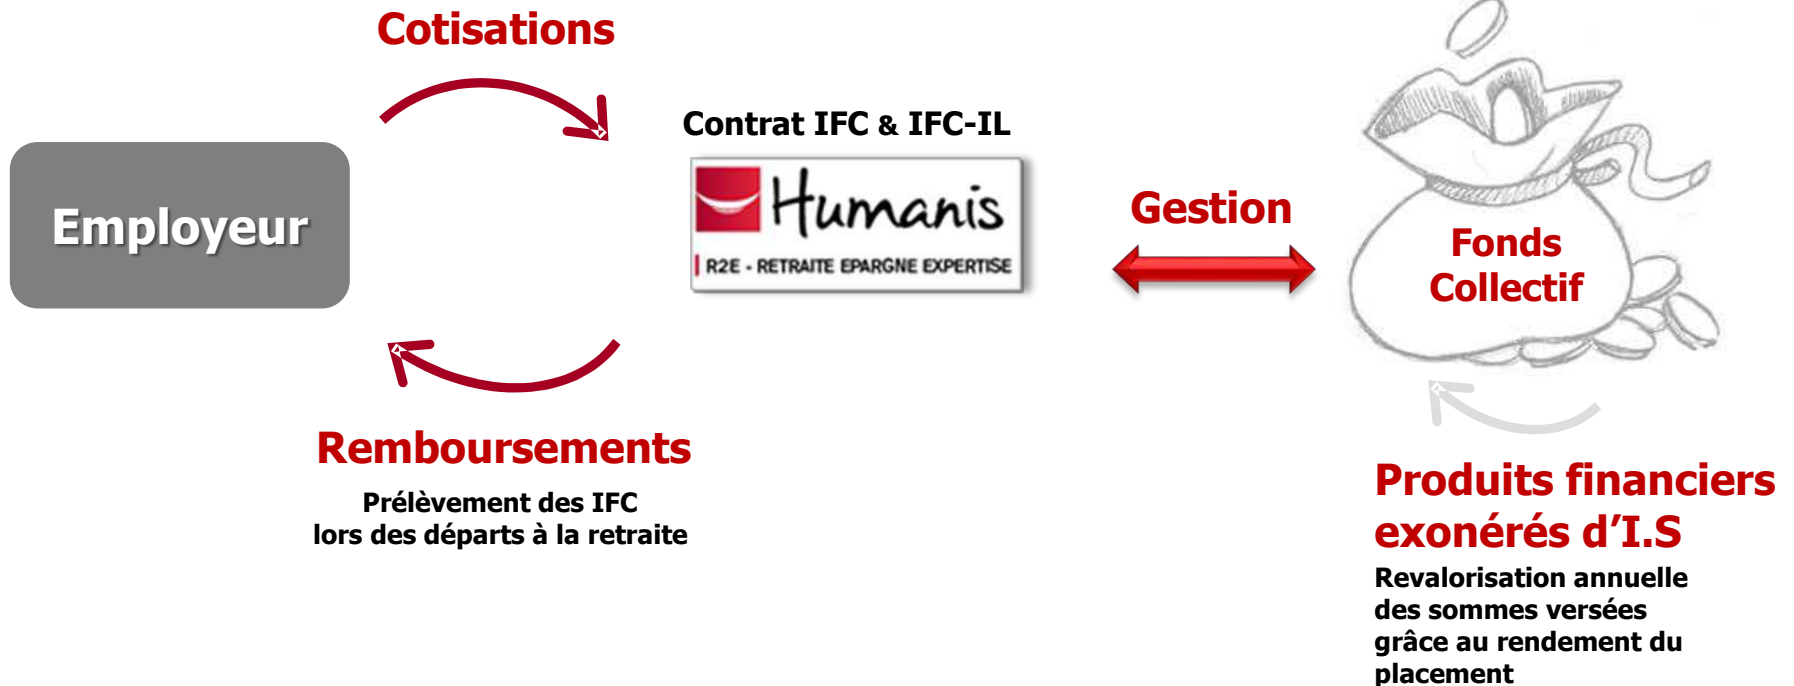 Cotisations
Contrat IFC & IFC-IL
Employeur
Humanis
R2E - RETRAITE EPARGNE EXPERTISE
Gestion
Fonds
Collectif
Remboursements
Prélèvement des IFC
lors des départs à la retraite
Produits financiers
exonérés d’I.S
Revalorisation annuelle
des sommes versées
grâce au rendement du
placement